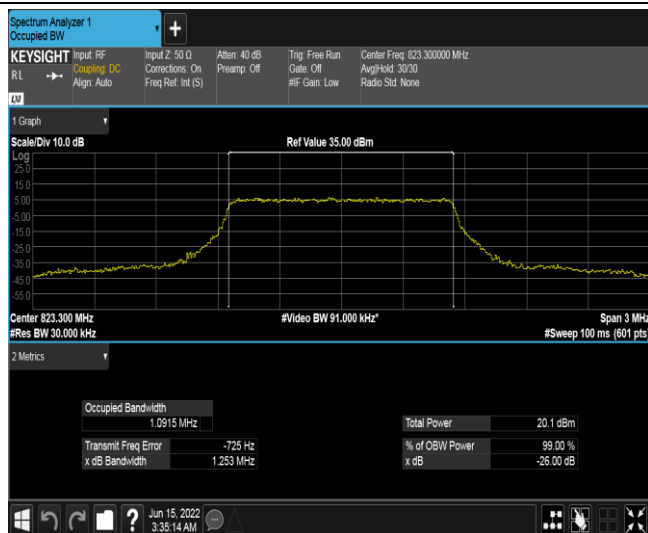 Spectrum Analyzer 1
Occupied BW
KEYSIGHT
R L
LXI
Input: RF
Coupling: DC
Align: Auto
Input Z: 50 Ω
Corrections: On
Freq Ref: Int (S)
Atten: 40 dB
Preamp: Off
Trig: Free Run
Gate: Off
#IF Gain: Low
Center Freq: 823.300000 MHz
Avg|Hold: 30/30
Radio Std: None
1 Graph
Scale/Div 10.0 dB
Ref Value 35.00 dBm
Log
25.0
15.0
5.00
-5.00
-15.0
-25.0
-35.0
-45.0
-55.0
Center 823.300 MHz
#Video BW 91.000 kHz*
Span 3 MHz
#Res BW 30.000 kHz
#Sweep 100 ms (601 pts)
2 Metrics
Occupied Bandwidth
1.0915 MHz
Total Power 20.1 dBm
Transmit Freq Error -725 Hz
% of OBW Power 99.00 %
x dB Bandwidth 1.253 MHz
x dB -26.00 dB
?
Jun 15, 2022
3:35:14 AM